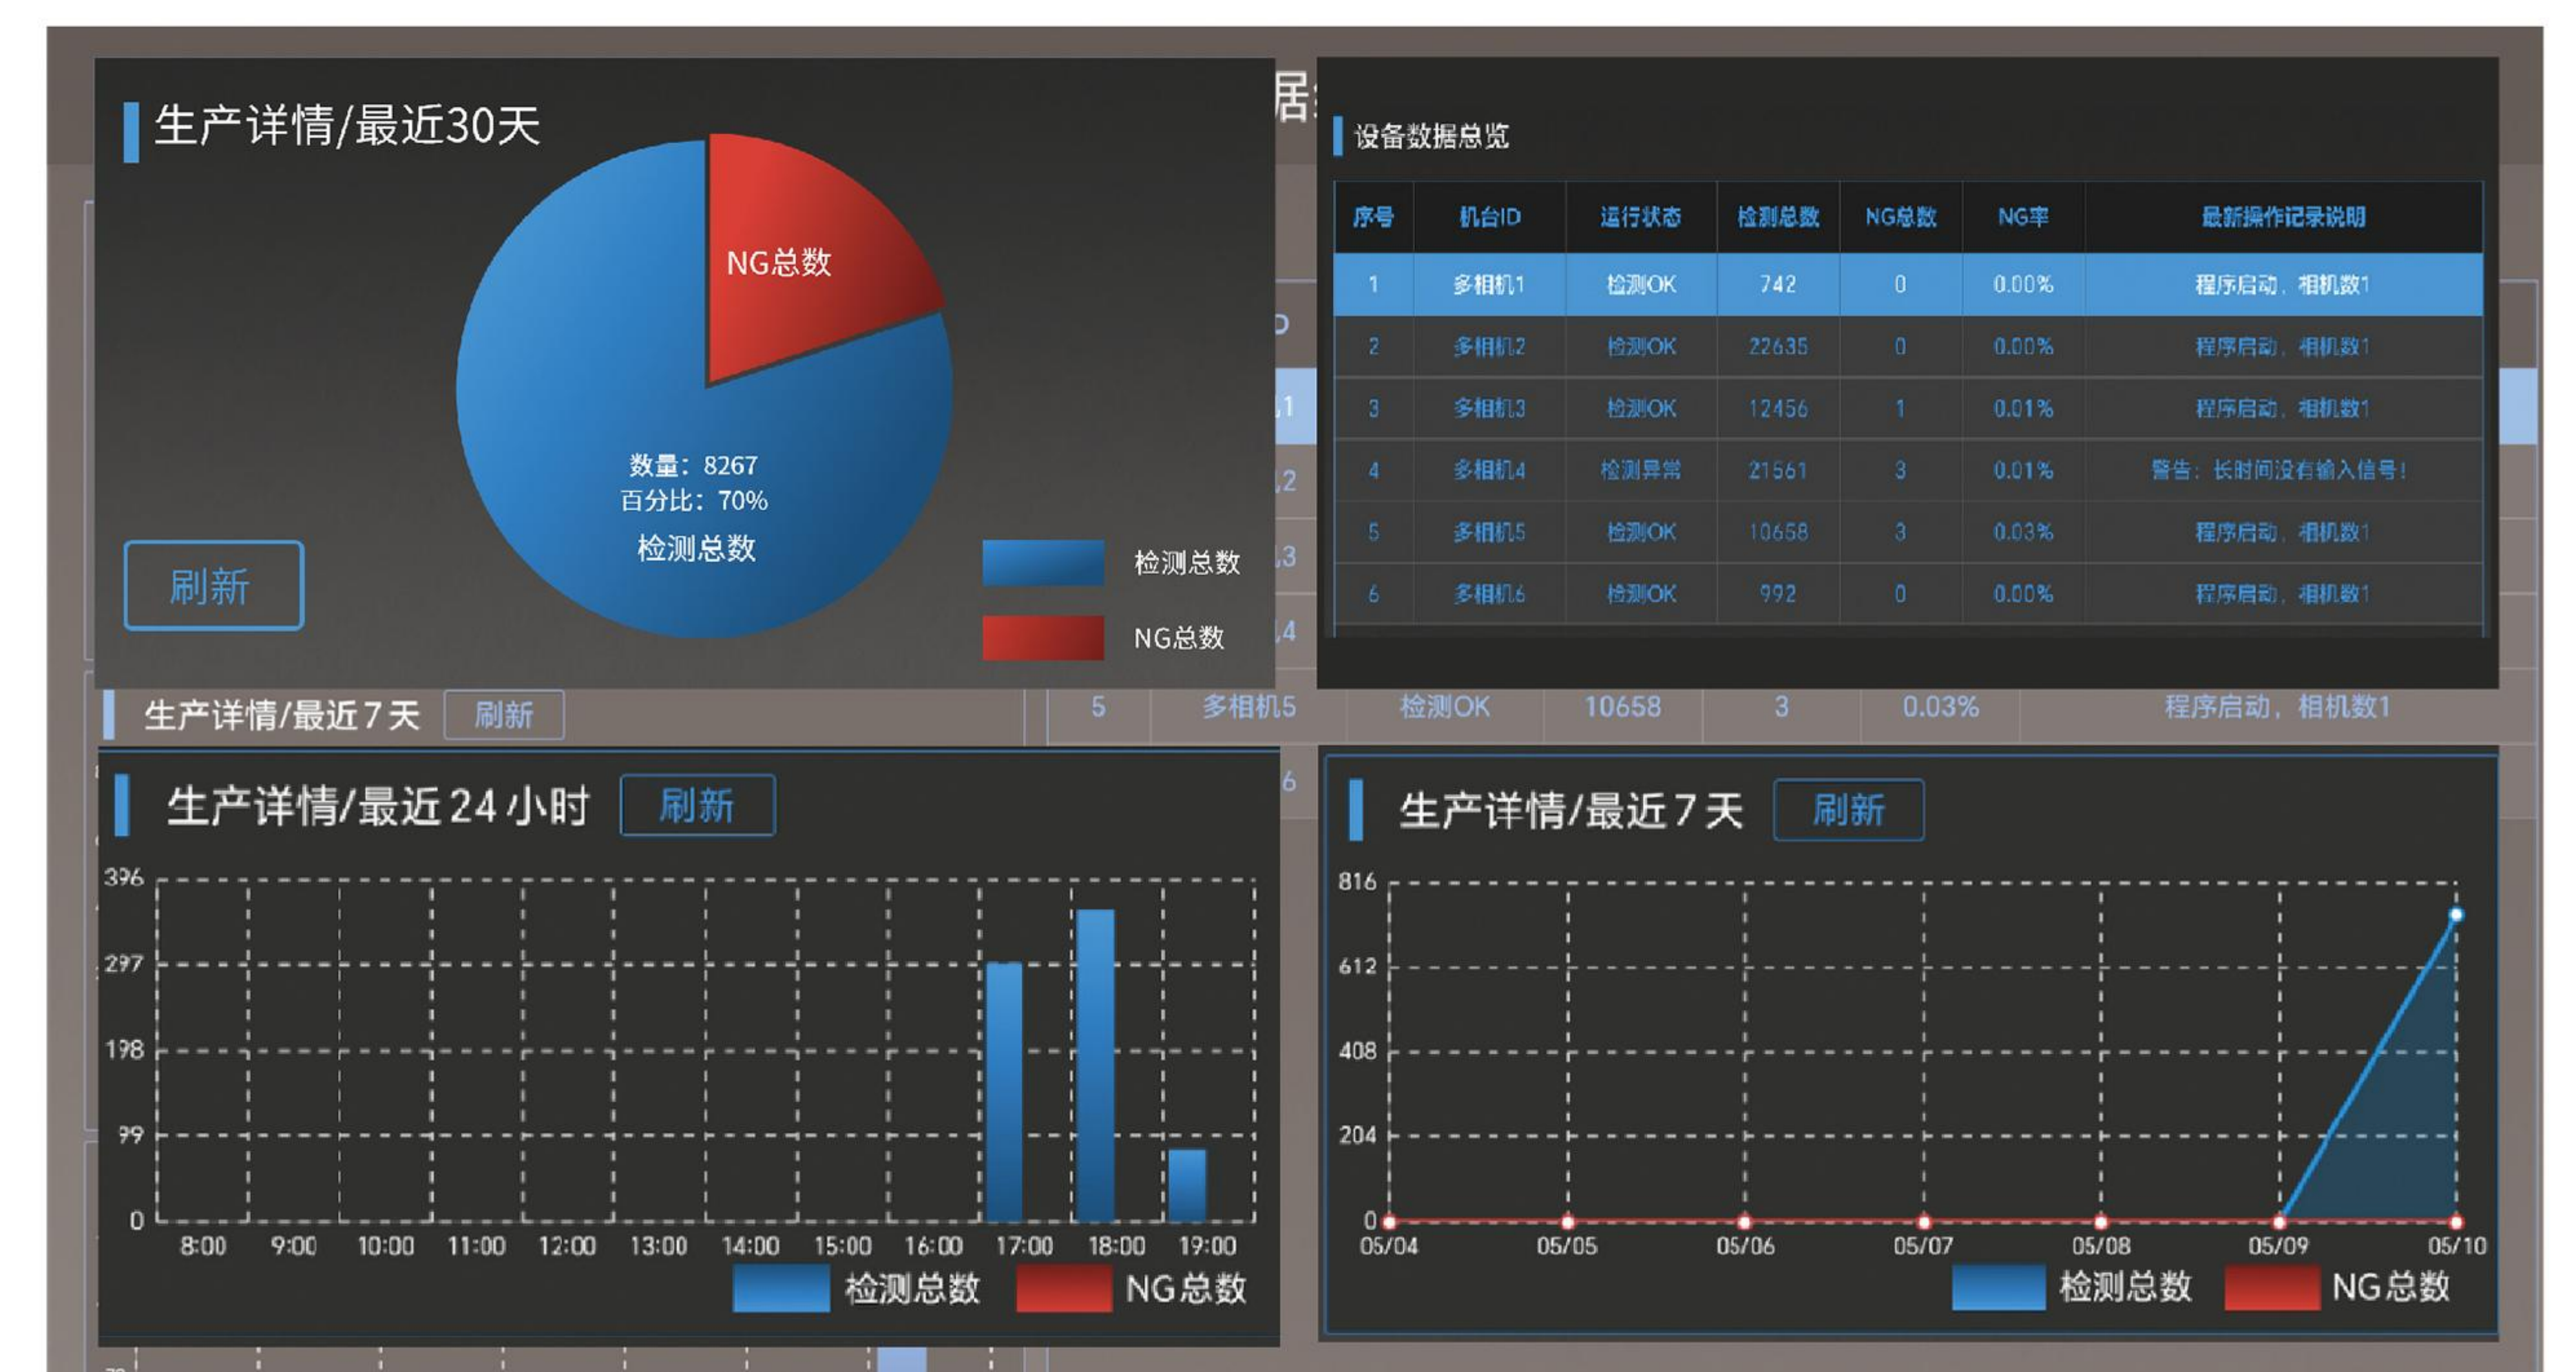 生产详情/最近30天
NG总数
数量：8267
百分比：70%
检测总数
刷新
检测总数
NG总数
设备数据总览
序号 机台ID 运行状态 检测总数 NG总数 NG率 最新操作记录说明
1 多相机1 检测OK 742 0 0.00% 程序启动，相机数1
2 多相机2 检测OK 22635 0 0.00% 程序启动，相机数1
3 多相机3 检测OK 12456 1 0.01% 程序启动，相机数1
4 多相机4 检测异常 21561 3 0.01% 警告：长时间没有输入信号！
5 多相机5 检测OK 10658 3 0.03% 程序启动，相机数1
6 多相机6 检测OK 992 0 0.00% 程序启动，相机数1
居
D
1
2
3
4
生产详情/最近7天 刷新
5 多相机5 检测OK 10658 3 0.03% 程序启动，相机数1
6
生产详情/最近24小时 刷新
396
297
198
99
0
8:00 9:00 10:00 11:00 12:00 13:00 14:00 15:00 16:00 17:00 18:00 19:00
检测总数 NG总数
生产详情/最近7天 刷新
816
612
408
204
0
05/04 05/05 05/06 05/07 05/08 05/09 05/10
检测总数 NG总数